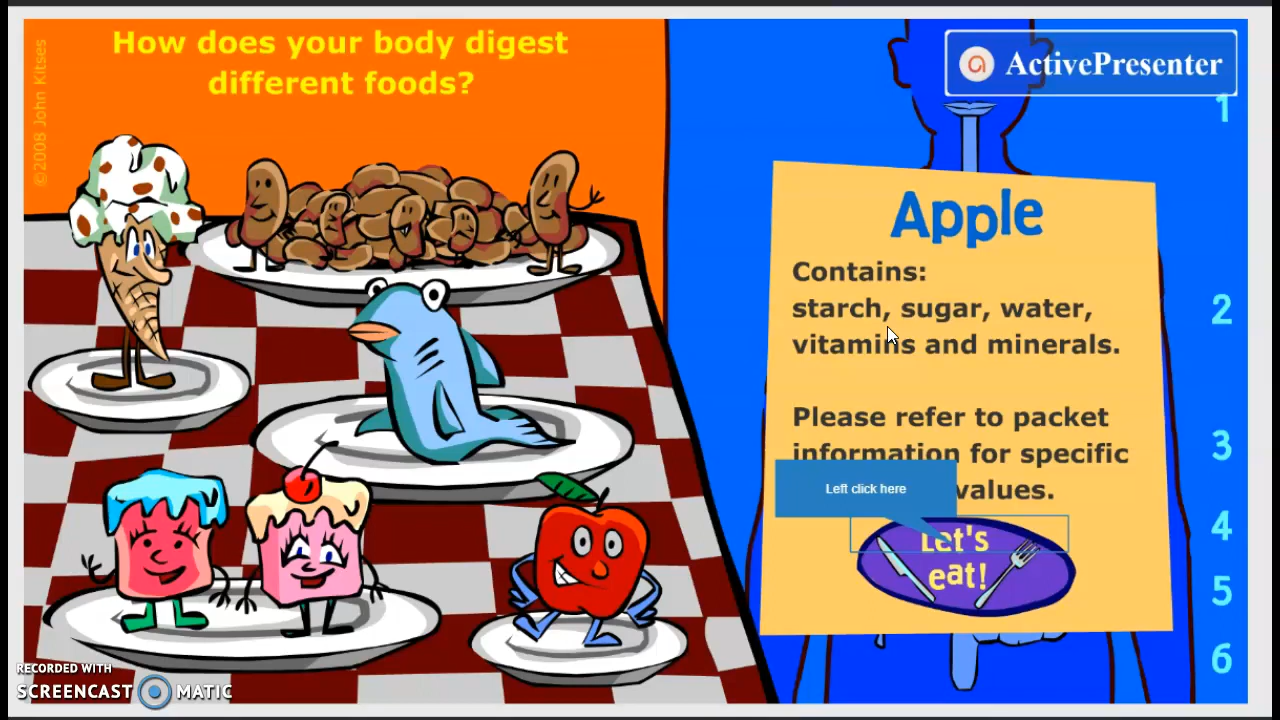 How does your body digest
different foods?
©2008 John Kitses
ActivePresenter
1
2
3
4
5
6
Apple
Contains:
starch, sugar, water,
vitamins and minerals.
Please refer to packet
information for specific
values.
Left click here
Let's
eat!
RECORDED WITH
SCREENCAST MATIC